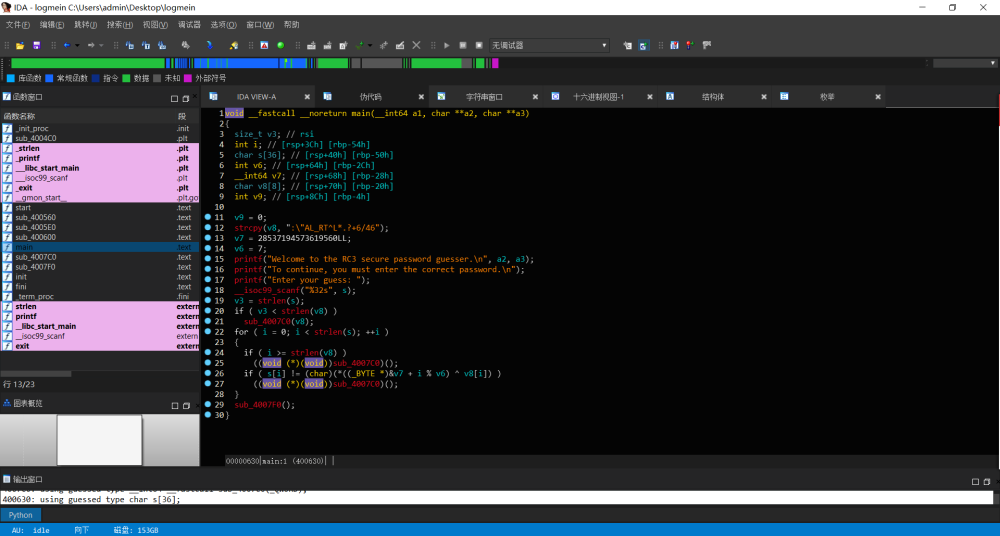 IDA - logmein C:\Users\admin\Desktop\logmein
文件(F) 编辑(E) 跳转(J) 搜索(H) 视图(V) 调试器 选项(O) 窗口(W) 帮助
无调试器
库函数 常规函数 指令 数据 未知 外部符号
函数窗口
函数名称 段
_init_proc .init
sub_4004C0 .plt
_strlen .plt
_printf .plt
__libc_start_main .plt
___isoc99_scanf .plt
_exit .plt
__gmon_start__ .plt.go
start .text
sub_400560 .text
sub_4005E0 .text
sub_400600 .text
main .text
sub_4007C0 .text
sub_4007F0 .text
init .text
fini .text
_term_proc .fini
strlen extern
printf extern
__libc_start_main extern
__isoc99_scanf extern
exit extern
行 13/23
图表概览
IDA VIEW-A 伪代码 字符串窗口 十六进制视图-1 结构体 枚举
1 void __fastcall __noreturn main(__int64 a1, char **a2, char **a3)
2 {
3 size_t v3; // rsi
4 int i; // [rsp+3Ch] [rbp-54h]
5 char s[36]; // [rsp+40h] [rbp-50h]
6 int v6; // [rsp+64h] [rbp-2Ch]
7 __int64 v7; // [rsp+68h] [rbp-28h]
8 char v8[8]; // [rsp+70h] [rbp-20h]
9 int v9; // [rsp+8Ch] [rbp-4h]
10
11 v9 = 0;
12 strcpy(v8, ":\"AL_RT^L*.?+6/46");
13 v7 = 28537194573619560LL;
14 v6 = 7;
15 printf("Welcome to the RC3 secure password guesser.\n", a2, a3);
16 printf("To continue, you must enter the correct password.\n");
17 printf("Enter your guess: ");
18 __isoc99_scanf("%32s", s);
19 v3 = strlen(s);
20 if ( v3 < strlen(v8) )
21 sub_4007C0(v8);
22 for ( i = 0; i < strlen(s); ++i )
23 {
24 if ( i >= strlen(v8) )
25 ((void (*)(void))sub_4007C0)();
26 if ( s[i] != (char)(*((_BYTE *)&v7 + i % v6) ^ v8[i]) )
27 ((void (*)(void))sub_4007C0)();
28 }
29 sub_4007F0();
30 }
00000630 main:1 (400630)
输出窗口
400630: using guessed type char s[36];
Python
AU: idle 向下 磁盘: 153GB